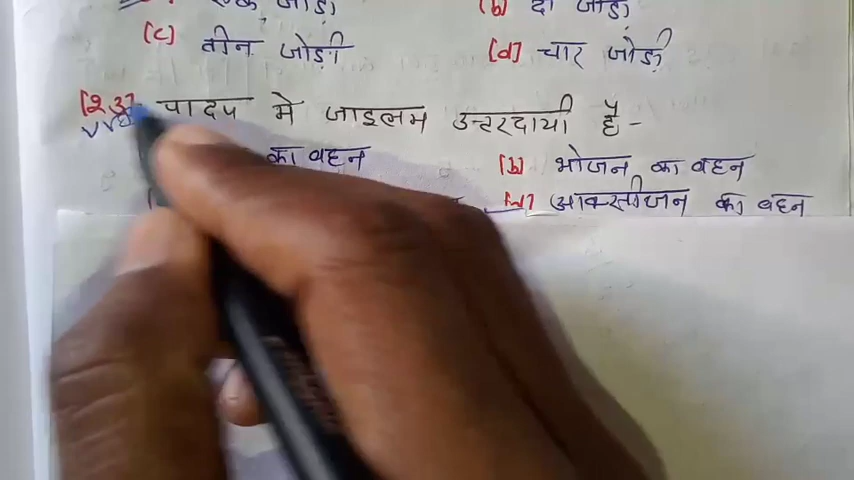 (b) दो जोड़ी
(c) तीन जोड़ी (d) चार जोड़ी
[23] पादप मे जाइलम उत्तरदायी है -
का वहन (b) भोजन का वहन
आक्सीजन का वहन